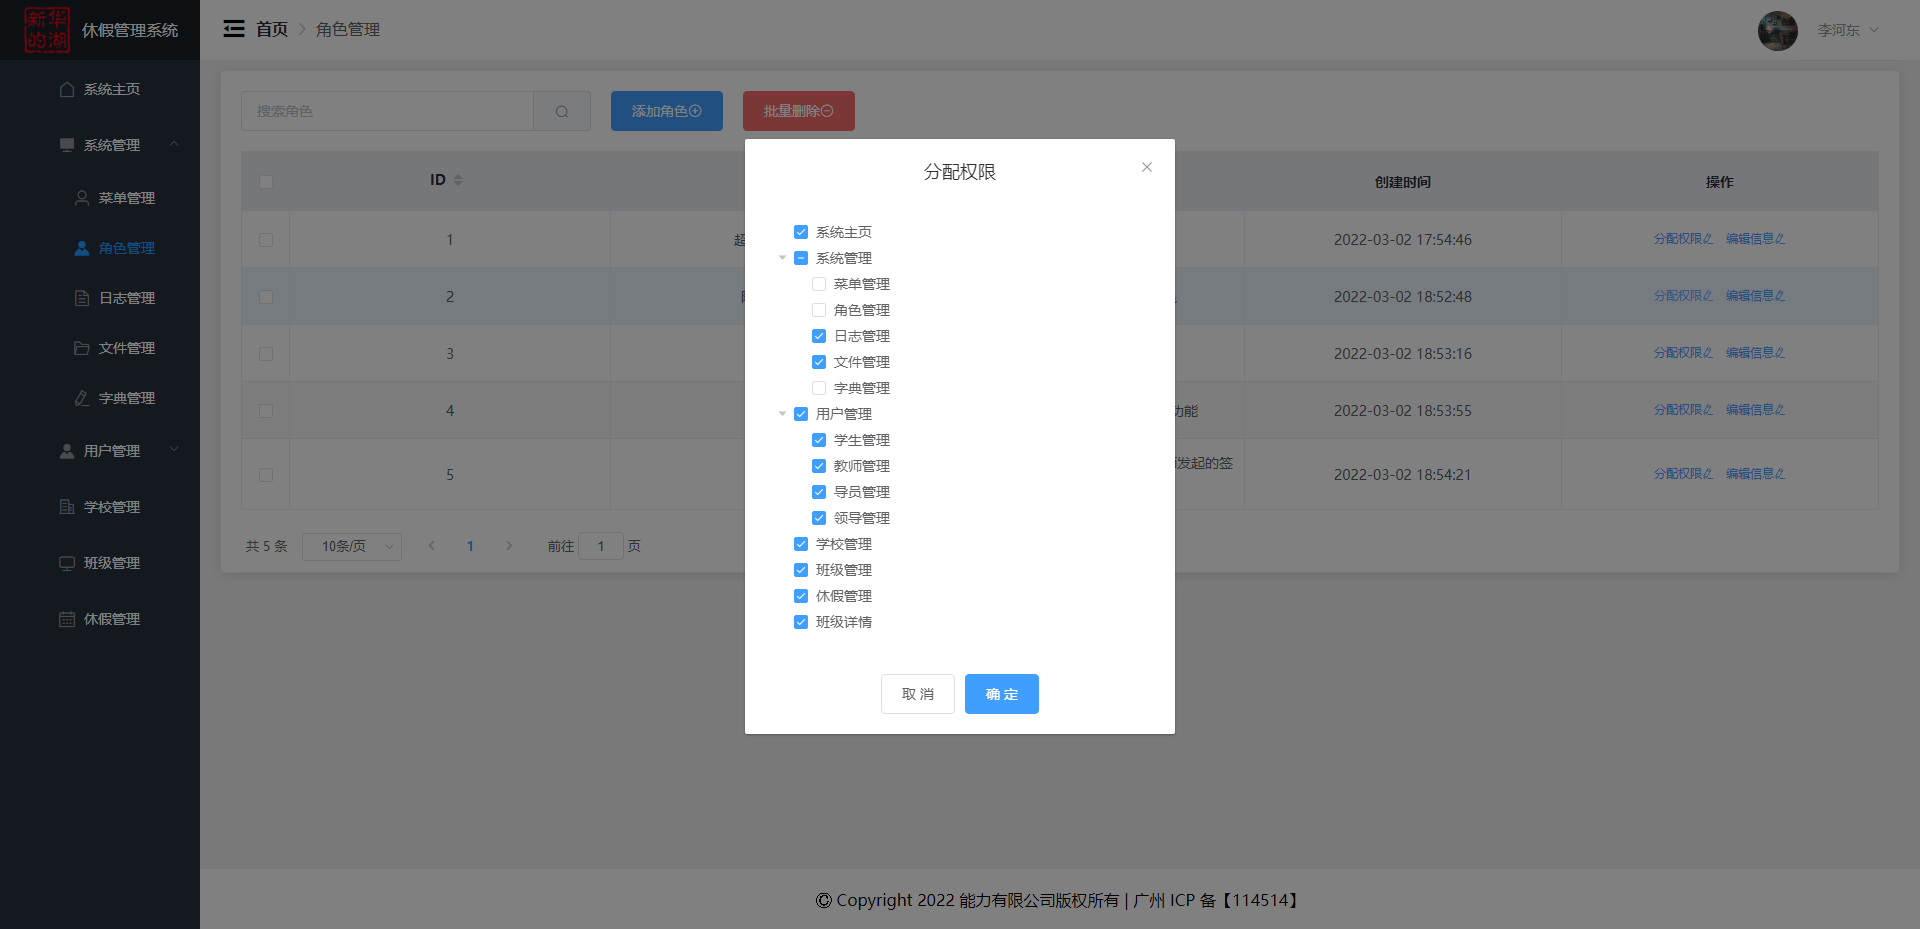 新华
的湖
休假管理系统
首页
角色管理
李河东
系统主页
系统管理
菜单管理
角色管理
日志管理
文件管理
字典管理
用户管理
学校管理
班级管理
休假管理
搜索角色
添加角色
批量删除
ID
创建时间
操作
1
超
2022-03-02 17:54:46
分配权限
编辑信息
2
2022-03-02 18:52:48
分配权限
编辑信息
3
2022-03-02 18:53:16
分配权限
编辑信息
4
功能
2022-03-02 18:53:55
分配权限
编辑信息
5
发起的签
2022-03-02 18:54:21
分配权限
编辑信息
共 5 条
10条/页
1
前往
1
页
分配权限
系统主页
系统管理
菜单管理
角色管理
日志管理
文件管理
字典管理
用户管理
学生管理
教师管理
导员管理
领导管理
学校管理
班级管理
休假管理
班级详情
取 消
确 定
© Copyright 2022 能力有限公司版权所有 | 广州 ICP 备【114514】